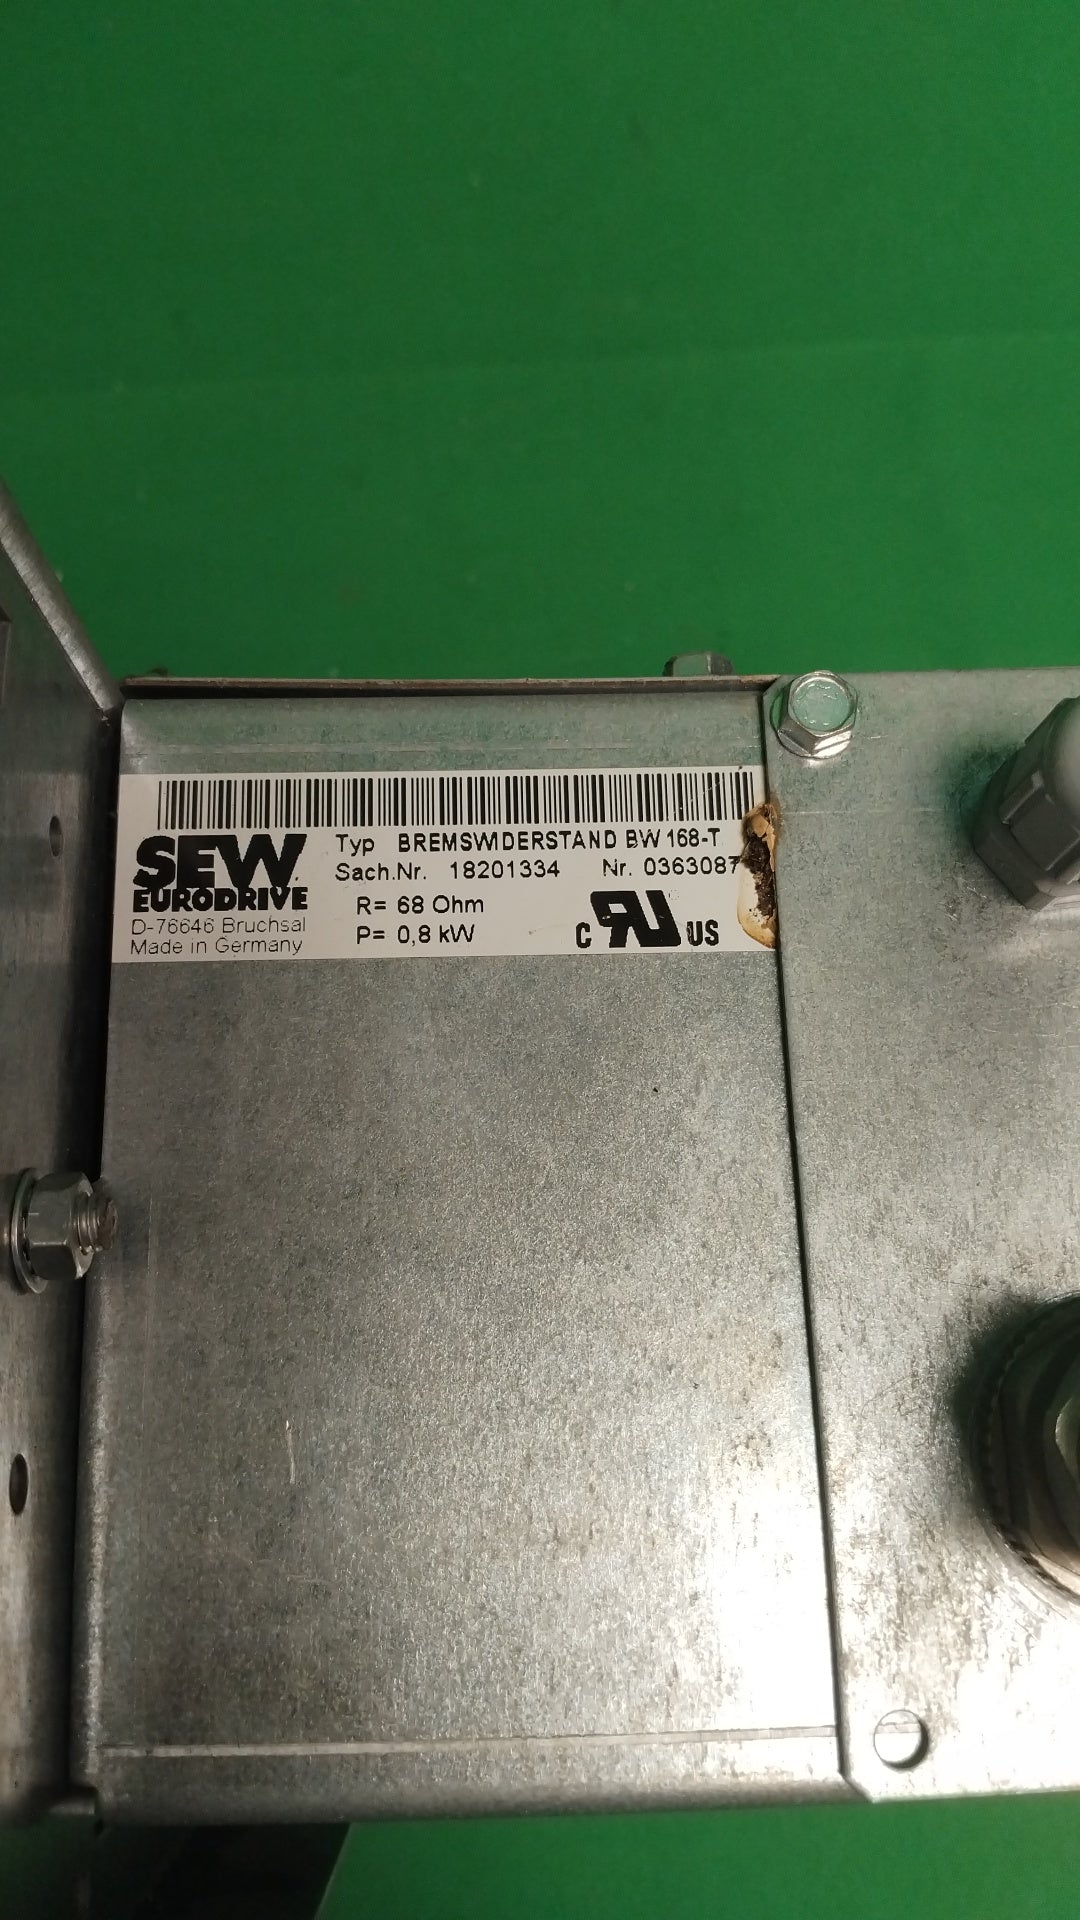 SEW
EURODRIVE
D-76646 Bruchsal
Made in Germany
Typ BREMSWIDERSTAND BW 168-T
Sach.Nr. 18201334 Nr. 0363087
R= 68 Ohm
P= 0,8 kW
C RU US